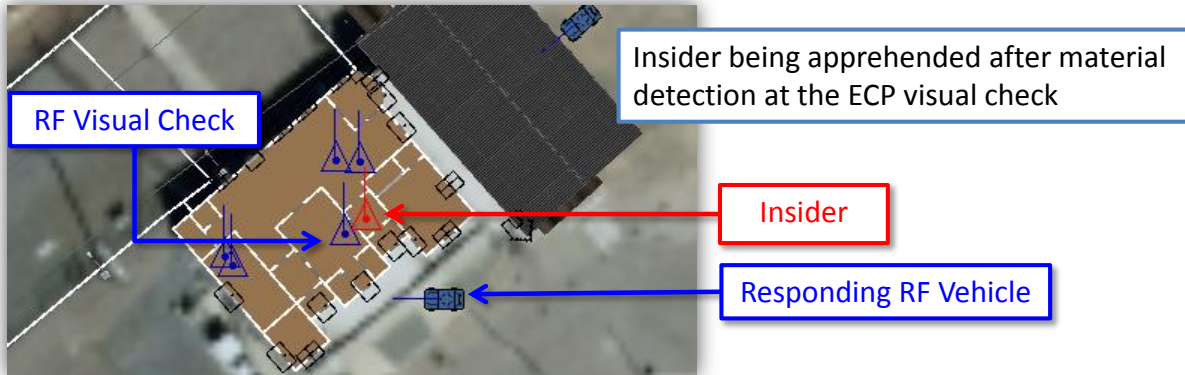 Insider being apprehended after material
detection at the ECP visual check
RF Visual Check
Insider
Responding RF Vehicle